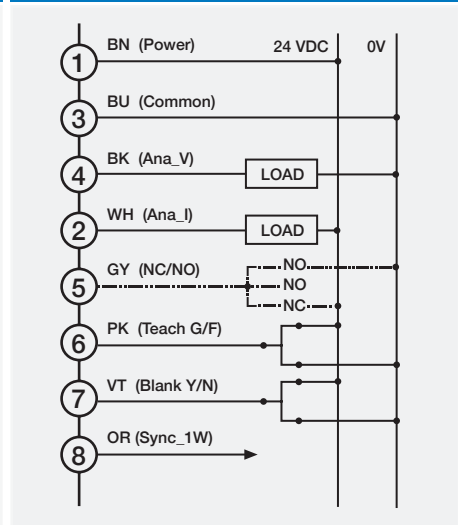 BN (Power) 24 VDC 0V
1
BU (Common)
3
BK (Ana_V)
4 LOAD
WH (Ana_I)
2 LOAD
GY (NC/NO) NO
5 NO
NC
PK (Teach G/F)
6
VT (Blank Y/N)
7
OR (Sync_1W)
8